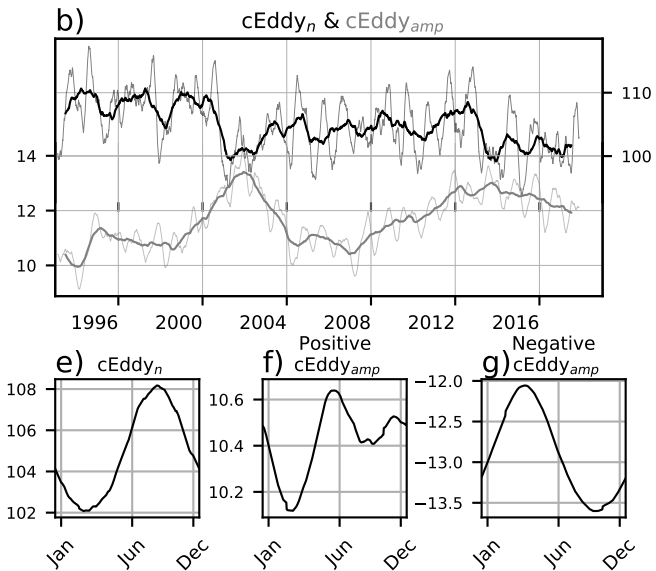 b) cEddy_n & cEddy_amp
110
100
14
12
10
1996 2000 2004 2008 2012 2016
e) cEddy_n
108
106
104
102
Jan Jun Dec
f) Positive
cEddy_amp
10.6
10.4
10.2
Jan Jun Dec
g) Negative
cEddy_amp
−12.0
−12.5
−13.0
−13.5
Jan Jun Dec